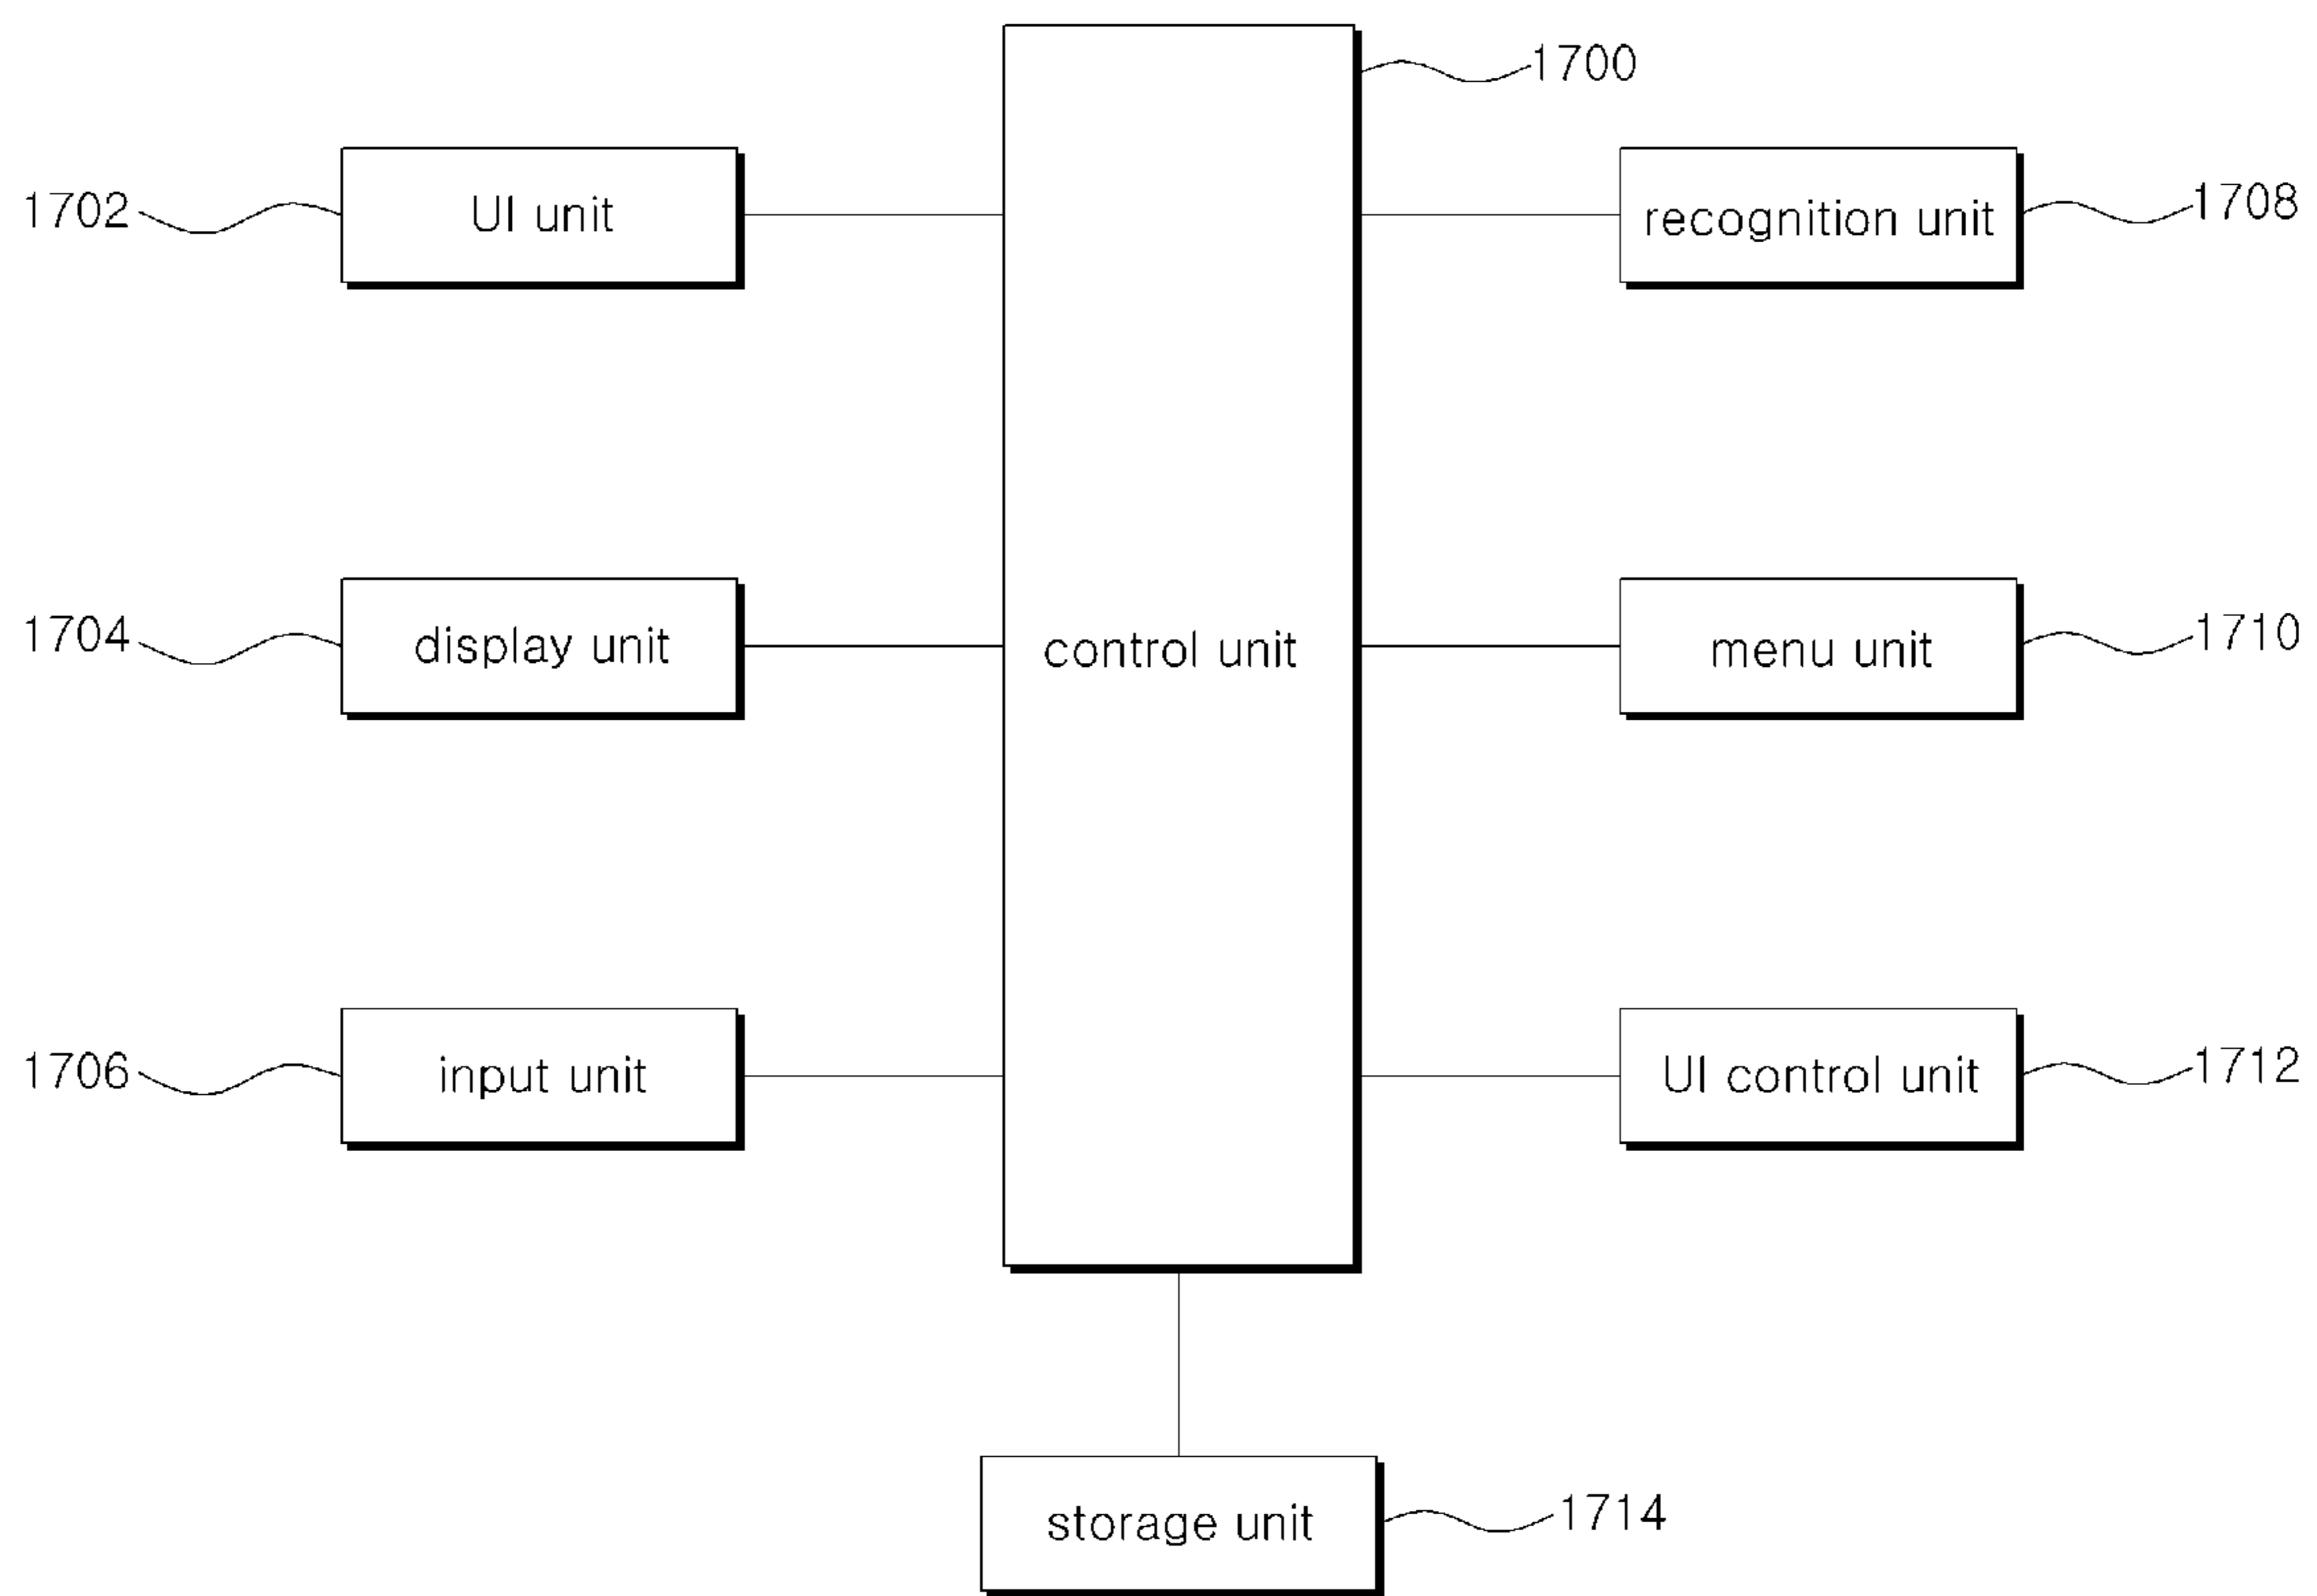 1700
1702
UI unit
recognition unit
1708
1704
display unit
control unit
menu unit
1710
1706
input unit
UI control unit
1712
storage unit
1714